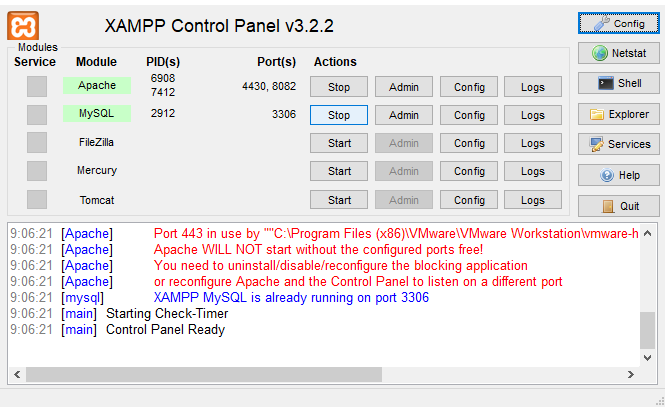 XAMPP Control Panel v3.2.2
Modules
Service Module PID(s) Port(s) Actions
Apache 6908 7412 4430, 8082 Stop Admin Config Logs
MySQL 2912 3306 Stop Admin Config Logs
FileZilla Start Admin Config Logs
Mercury Start Admin Config Logs
Tomcat Start Admin Config Logs
Config
Netstat
Shell
Explorer
Services
Help
Quit
9:06:21 [Apache] Port 443 in use by ""C:\Program Files (x86)\VMware\VMware Workstation\vmware-h
9:06:21 [Apache] Apache WILL NOT start without the configured ports free!
9:06:21 [Apache] You need to uninstall/disable/reconfigure the blocking application
9:06:21 [Apache] or reconfigure Apache and the Control Panel to listen on a different port
9:06:21 [mysql] XAMPP MySQL is already running on port 3306
9:06:21 [main] Starting Check-Timer
9:06:21 [main] Control Panel Ready